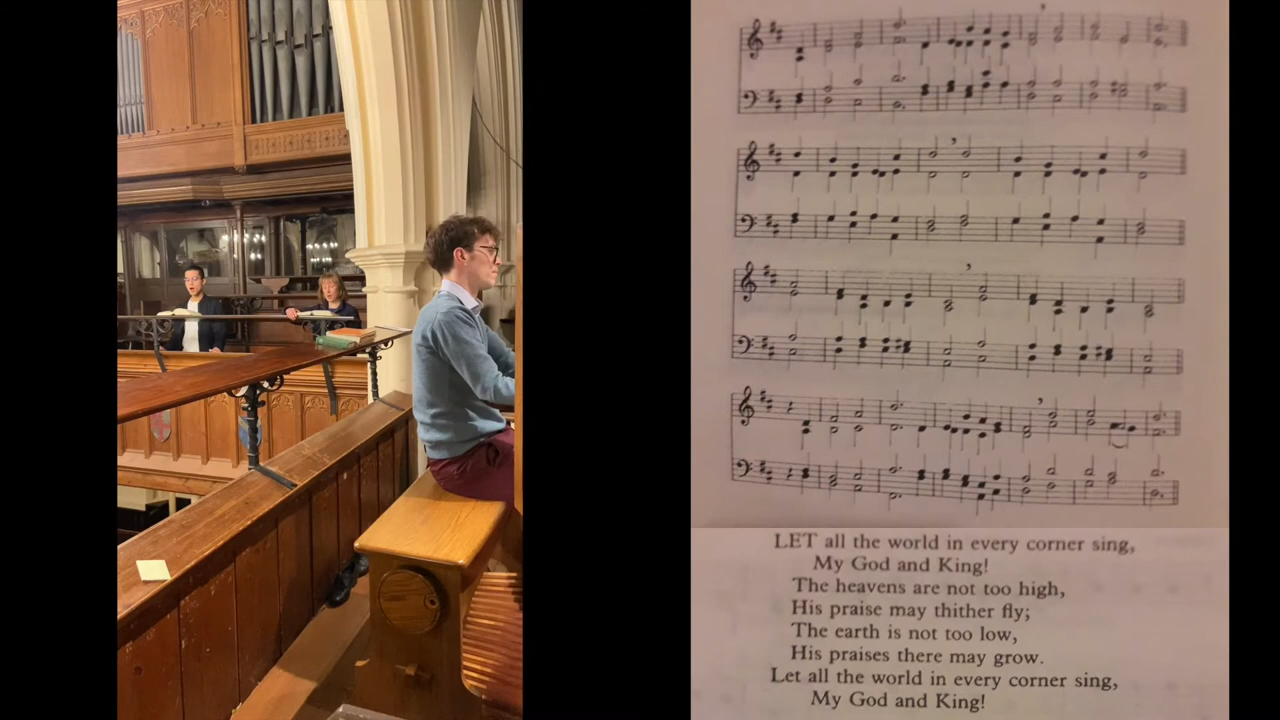 LET all the world in every corner sing,
My God and King!
The heavens are not too high,
His praise may thither fly;
The earth is not too low,
His praises there may grow.
Let all the world in every corner sing,
My God and King!